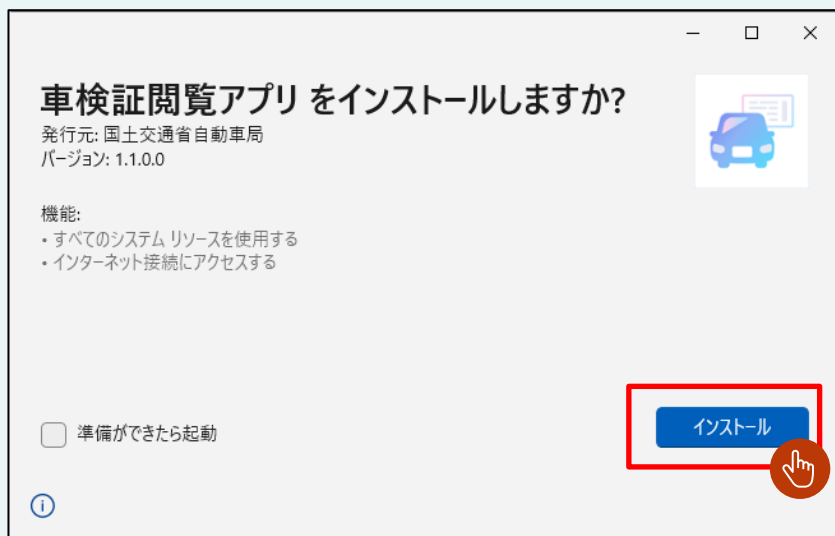 車検証閲覧アプリ をインストールしますか?
発行元: 国土交通省自動車局
バージョン: 1.1.0.0
機能:
• すべてのシステム リソースを使用する
• インターネット接続にアクセスする
準備ができたら起動
インストール